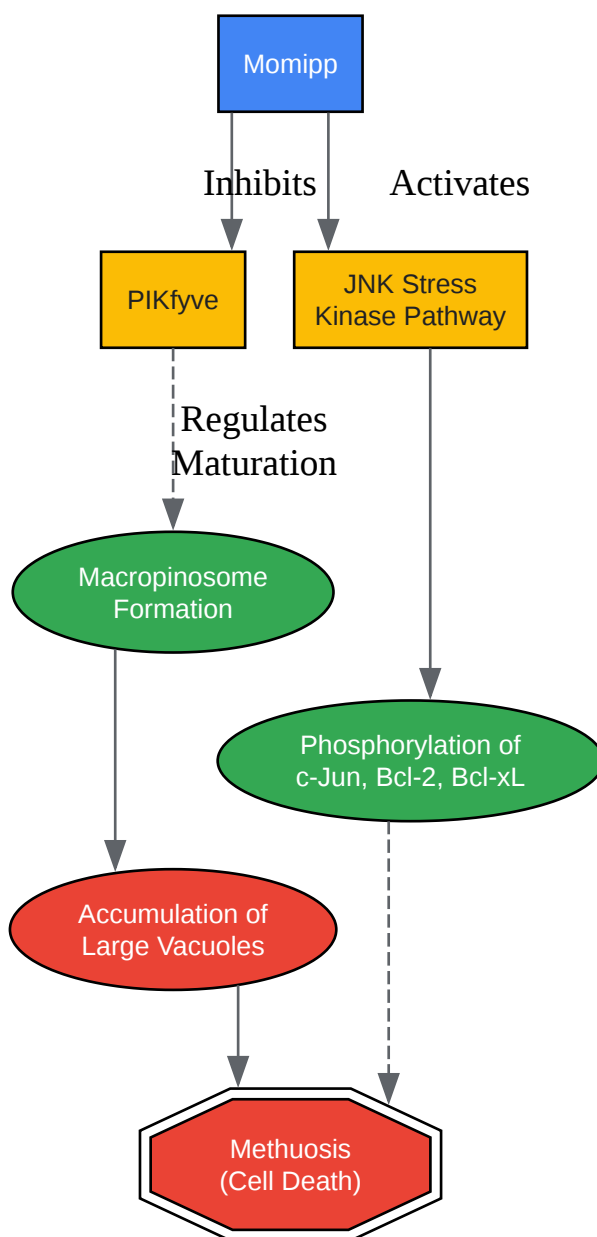 Momipp
Inhibits
Activates
PIKfyve
JNK Stress
Kinase Pathway
Regulates
Maturation
Macropinosome
Formation
Phosphorylation of
c-Jun, Bcl-2, Bcl-xL
Accumulation of
Large Vacuoles
Methuosis
(Cell Death)